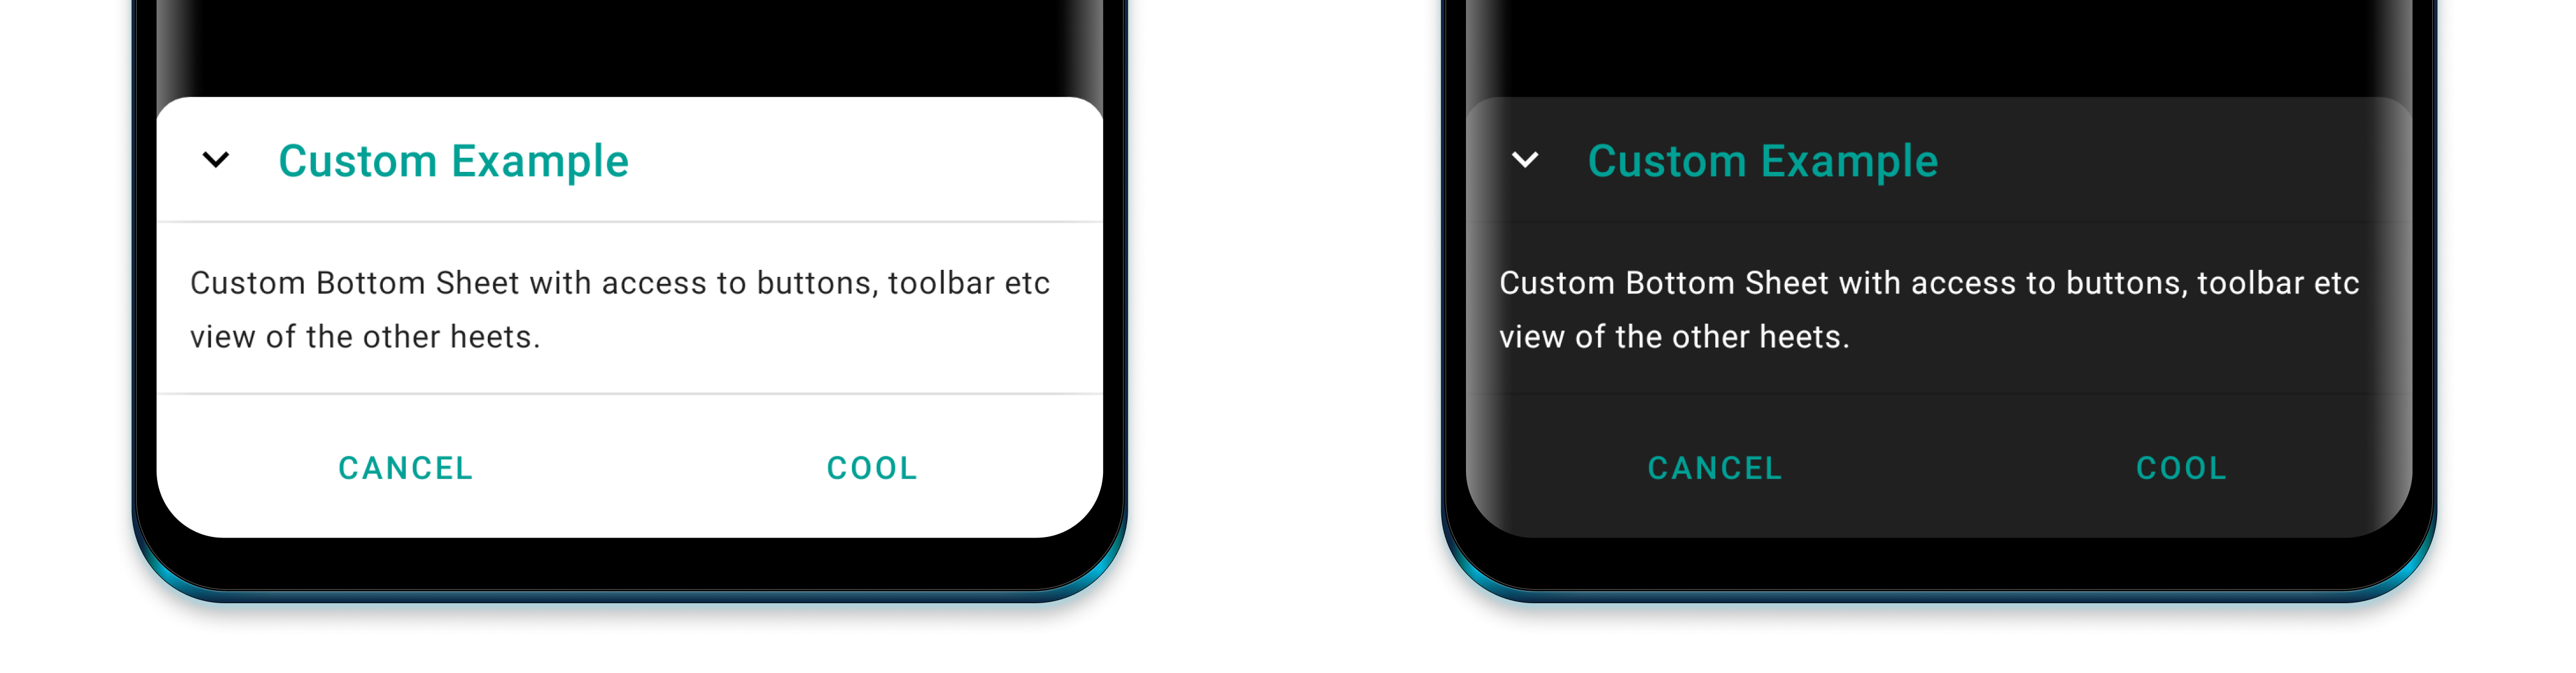 Custom Example
Custom Bottom Sheet with access to buttons, toolbar etc
view of the other heets.
CANCEL COOL
Custom Example
Custom Bottom Sheet with access to buttons, toolbar etc
view of the other heets.
CANCEL COOL